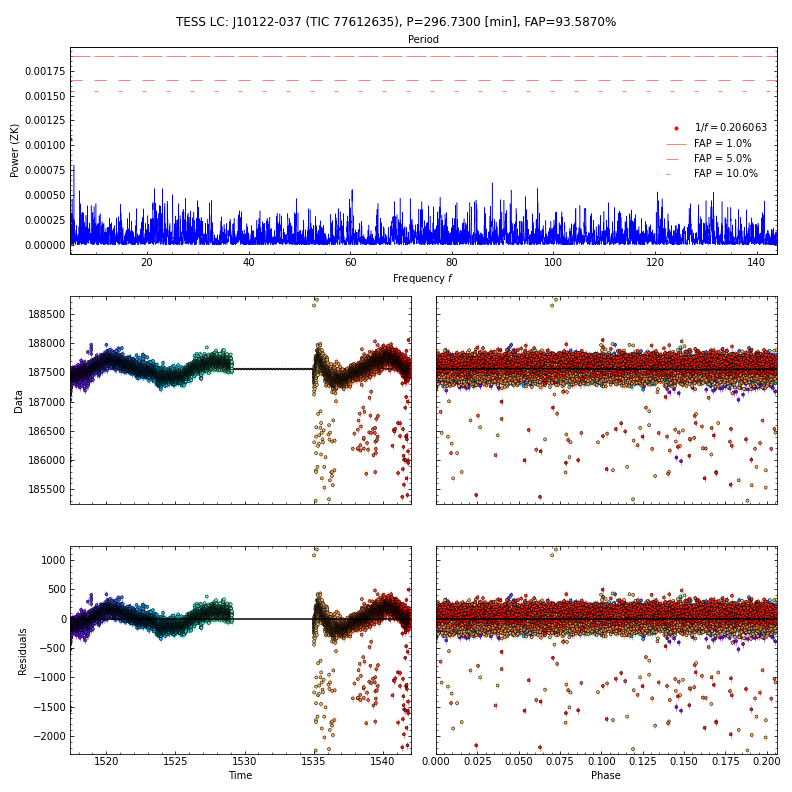 TESS LC: J10122-037 (TIC 77612635), P=296.7300 [min], FAP=93.5870%
Period
Power (ZK)
0.00175
0.00150
0.00125
0.00100
0.00075
0.00050
0.00025
0.00000
1/f = 0.206063
FAP = 1.0%
FAP = 5.0%
FAP = 10.0%
20 40 60 80 100 120 140
Frequency f
Data
188500
188000
187500
187000
186500
186000
185500
Residuals
1000
500
0
−500
−1000
−1500
−2000
1520 1525 1530 1535 1540
Time
0.000 0.025 0.050 0.075 0.100 0.125 0.150 0.175 0.200
Phase